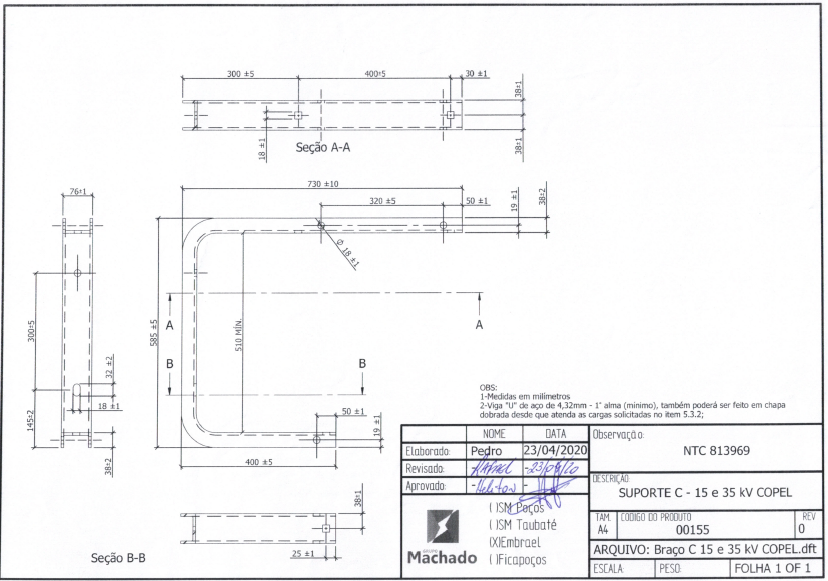 300 ±5
400±5
30 ±1
38±1
38±1
18 ±1
Seção A-A
730 ±10
320 ±5
50 ±1
19 ±1
38±2
Ø 18 ±1
76±1
300±5
145±2
32 ±2
18 ±1
38±2
585 ±5
510 MÍN.
A
A
B
B
50 ±1
19 ±1
400 ±5
38±1
25 ±1
Seção B-B
OBS:
1-Medidas em milímetros
2-Viga "U" de aço de 4,32mm - 1ª alma (mínimo), também poderá ser feito em chapa
dobrada desde que atenda as cargas solicitadas no item 5.3.2;
NOME DATA
Elaborado: Pedro 23/04/2020
Revisado: Rafael -23/04/20
Aprovado: -Heliton -
( )SM Poços
( )SM Taubaté
(X)Embrael
( )Ficapoços
GRUPO
Machado
Observação:
NTC 813969
DESCRIÇÃO
SUPORTE C - 15 e 35 kV COPEL
TAM. CODIGO DO PRODUTO REV
A4 00155 0
ARQUIVO: Braço C 15 e 35 kV COPEL.dft
ESCALA: PESO: FOLHA 1 OF 1